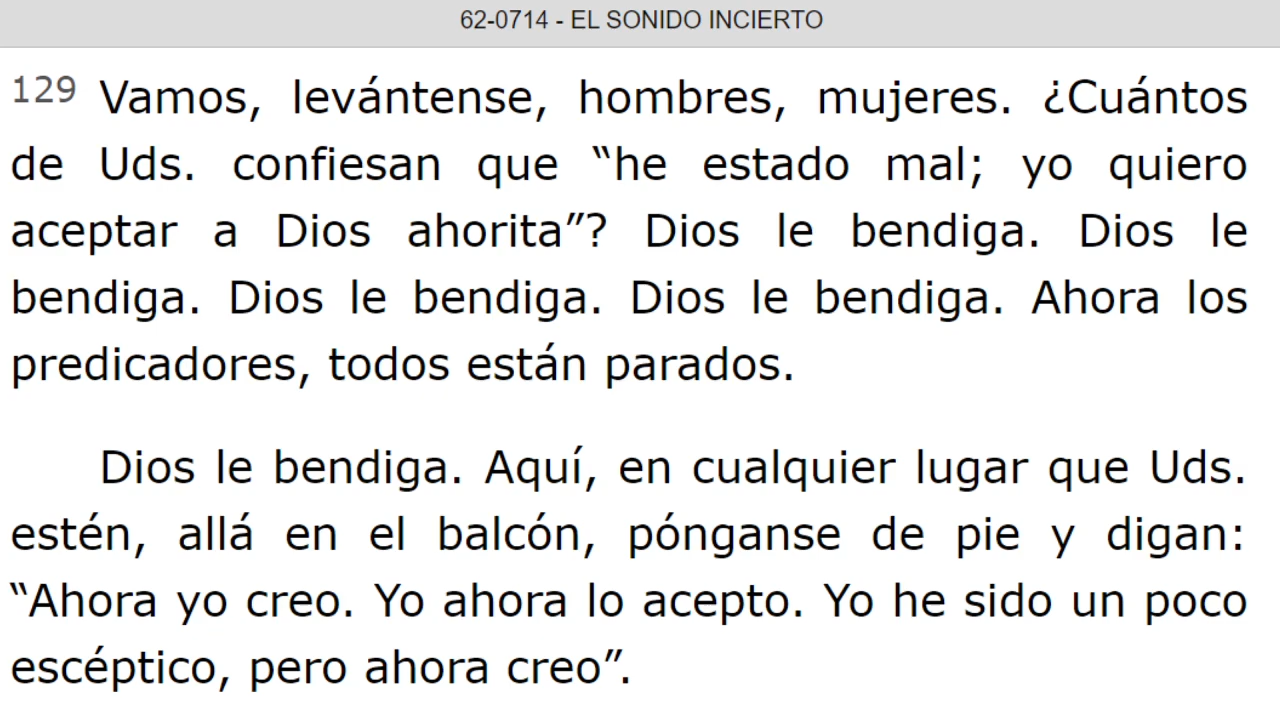 62-0714 - EL SONIDO INCIERTO
129 Vamos, levántense, hombres, mujeres. ¿Cuántos
de Uds. confiesan que “he estado mal; yo quiero
aceptar a Dios ahorita”? Dios le bendiga. Dios le
bendiga. Dios le bendiga. Dios le bendiga. Ahora los
predicadores, todos están parados.
Dios le bendiga. Aquí, en cualquier lugar que Uds.
estén, allá en el balcón, pónganse de pie y digan:
“Ahora yo creo. Yo ahora lo acepto. Yo he sido un poco
escéptico, pero ahora creo”.